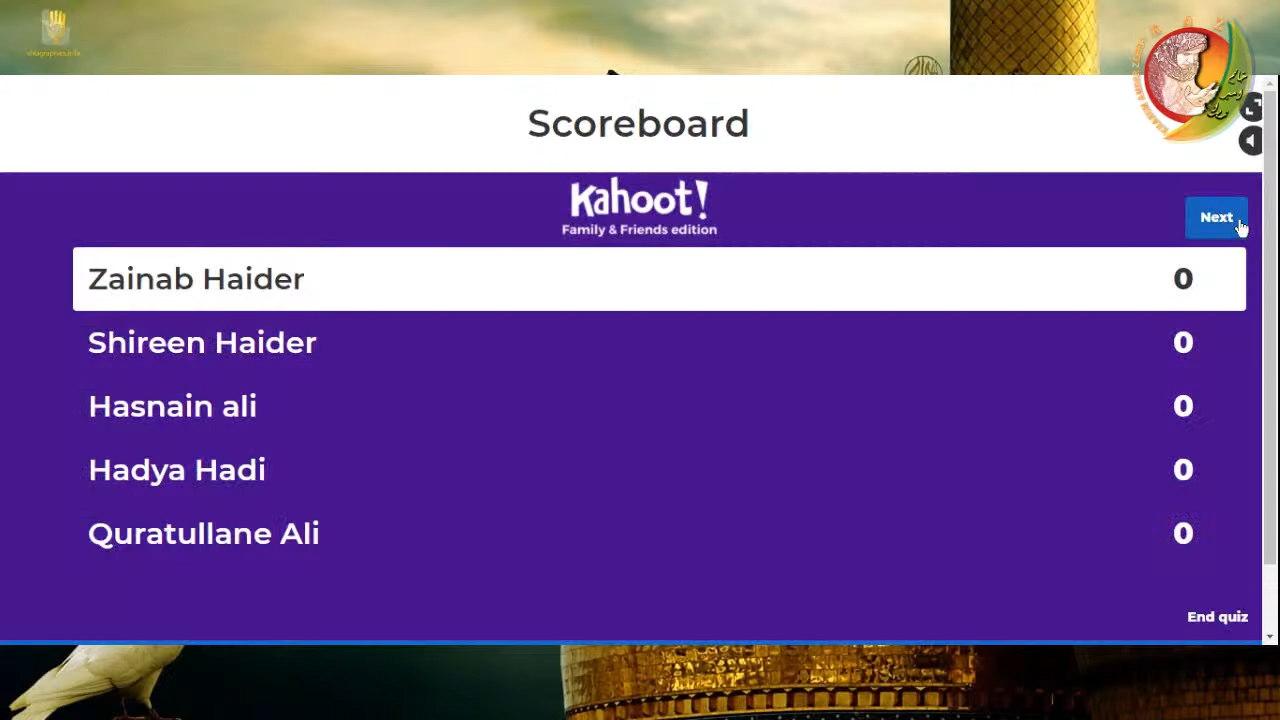 Scoreboard
Kahoot!
Family & Friends edition
Next
Zainab Haider 0
Shireen Haider 0
Hasnain ali 0
Hadya Hadi 0
Quratullane Ali 0
End quiz